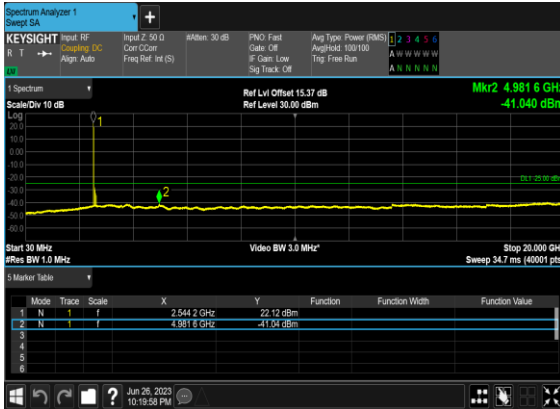 Spectrum Analyzer 1
Swept SA
+
KEYSIGHT Input: RF Input Z: 50 Ω #Atten: 30 dB PNO: Fast Avg Type: Power (RMS) 1 2 3 4 5 6
R T Coupling: DC Corr CCorr Gate: Off Avg|Hold: 100/100 A W W W W W
Align: Auto Freq Ref: Int (S) IF Gain: Low Trig: Free Run
Sig Track: Off A N N N N N
1 Spectrum Ref Lvl Offset 15.37 dB Mkr2 4.981 6 GHz
Scale/Div 10 dB Ref Level 30.00 dBm -41.040 dBm
Log
20.0
10.0
0.00
-10.0
-20.0
-30.0
-40.0
-50.0
-60.0
1
2
Start 30 MHz Video BW 3.0 MHz* Stop 20.000 GH
#Res BW 1.0 MHz Sweep 34.7 ms (40001 pts
5 Marker Table
Mode Trace Scale X Y Function Function Width Function Value
1 N 1 f 2.544 2 GHz 22.12 dBm
2 N 1 f 4.981 6 GHz -41.04 dBm
3
4
5
6
? Jun 26, 2023
10:19:58 PM